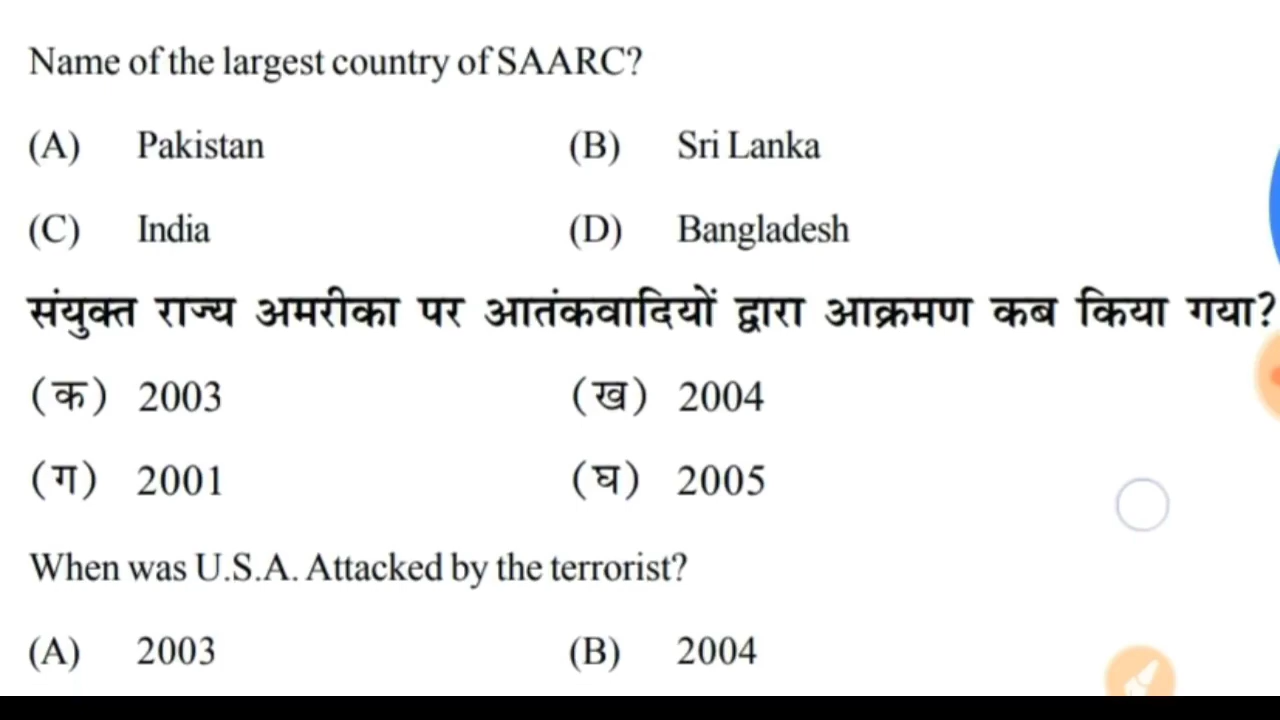 Name of the largest country of SAARC?
(A) Pakistan (B) Sri Lanka
(C) India (D) Bangladesh
संयुक्त राज्य अमरीका पर आतंकवादियों द्वारा आक्रमण कब किया गया?
(क) 2003 (ख) 2004
(ग) 2001 (घ) 2005
When was U.S.A. Attacked by the terrorist?
(A) 2003 (B) 2004